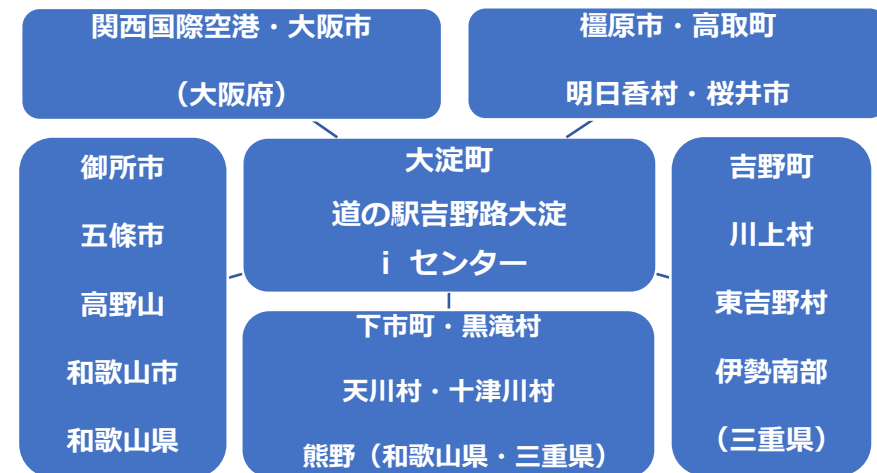 関西国際空港・大阪市
（大阪府）
橿原市・高取町
明日香村・桜井市
御所市
五條市
高野山
和歌山市
和歌山県
大淀町
道の駅吉野路大淀
ｉ センター
吉野町
川上村
東吉野村
伊勢南部
（三重県）
下市町・黒滝村
天川村・十津川村
熊野（和歌山県・三重県）